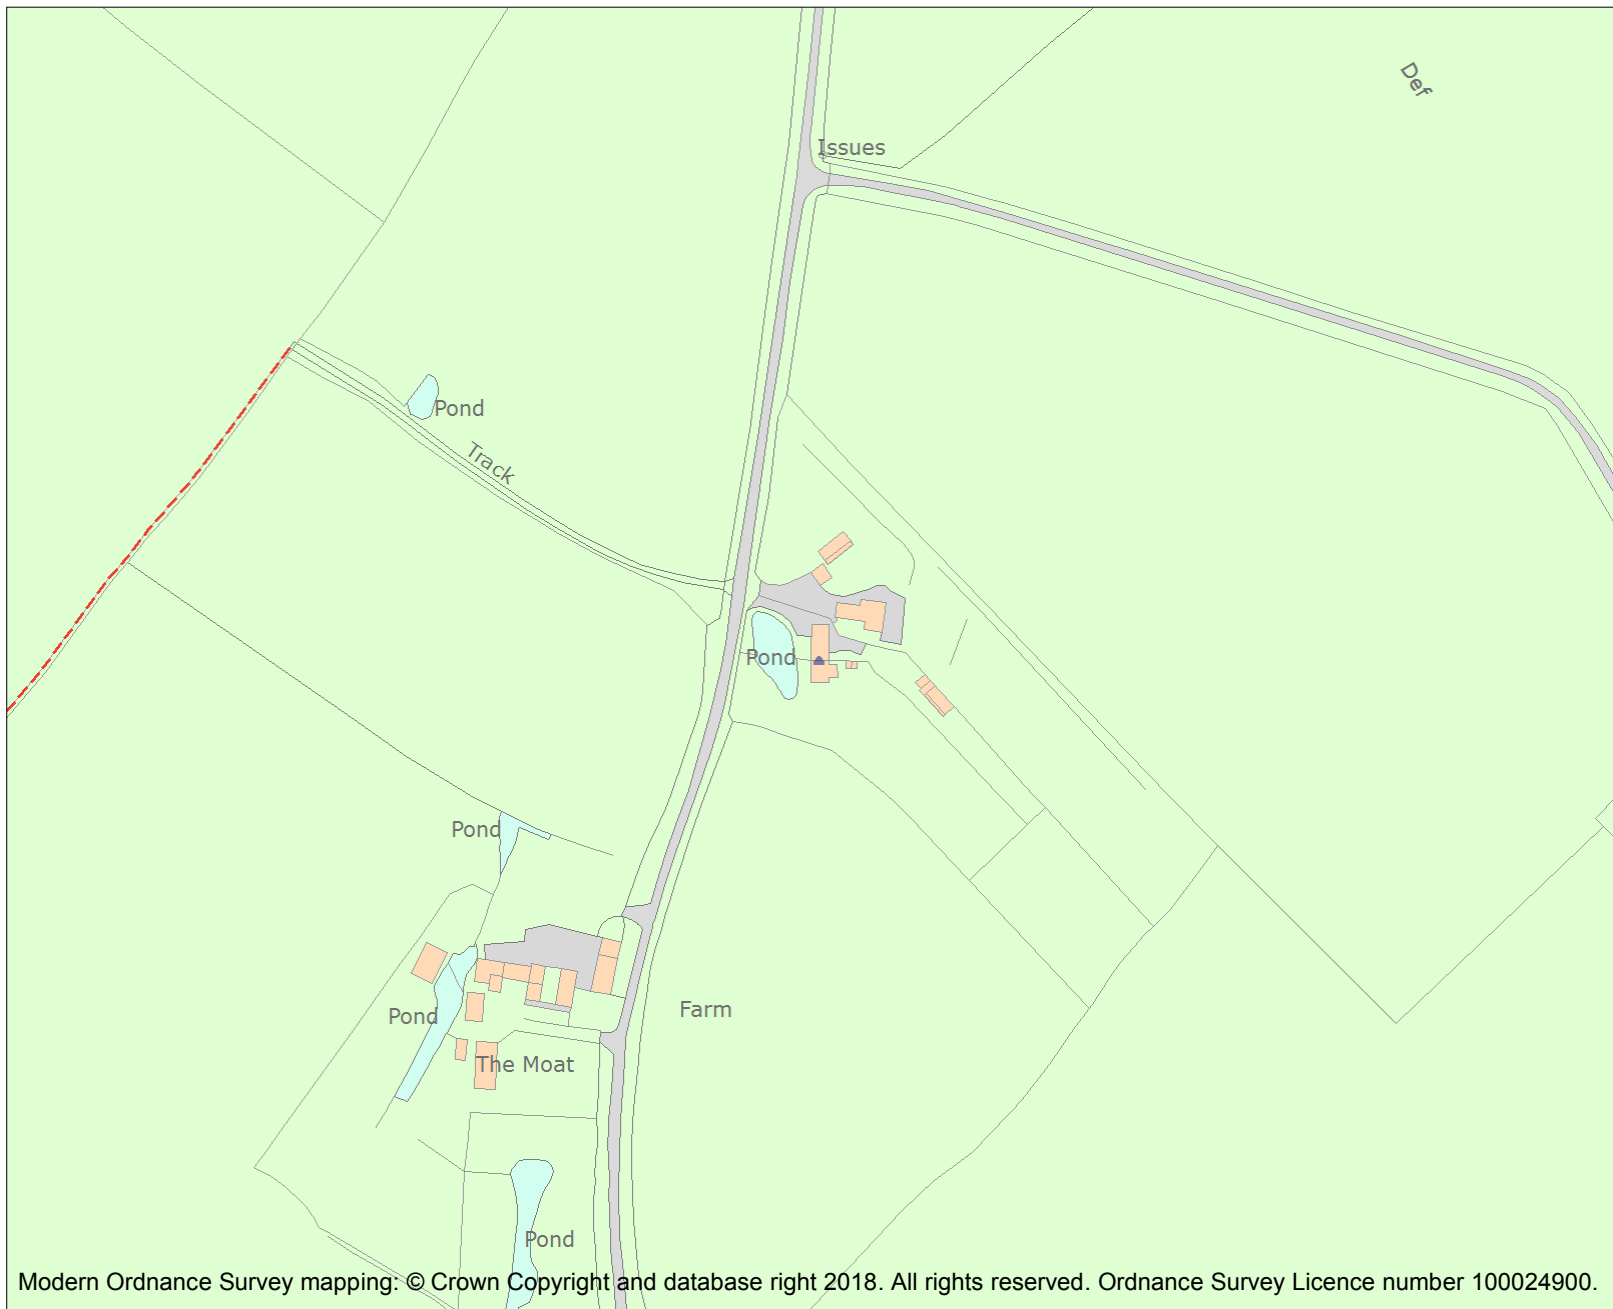 Def
Issues
Pond
Track
Pond
Pond
Farm
Pond
The Moat
Pond
Modern Ordnance Survey mapping: © Crown Copyright and database right 2018. All rights reserved. Ordnance Survey Licence number 100024900.